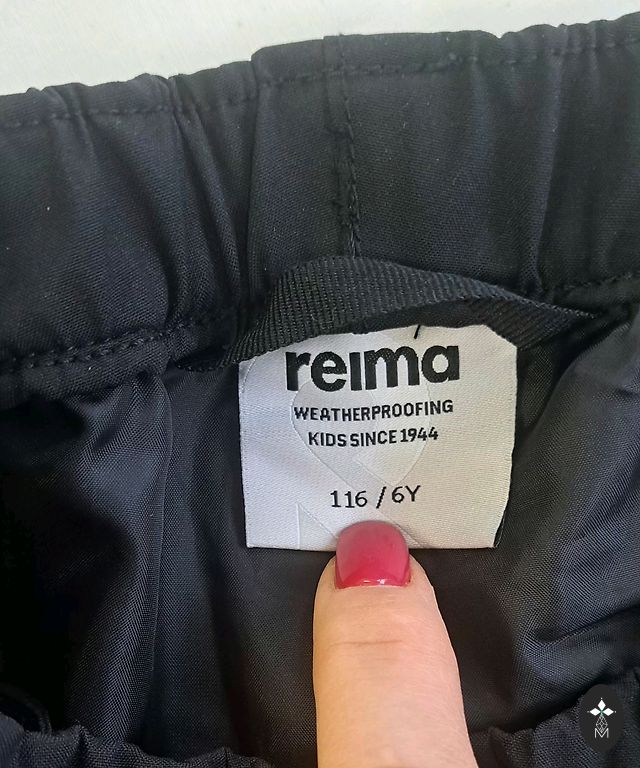 reima
WEATHERPROOFING
KIDS SINCE 1944
116 / 6Y
M